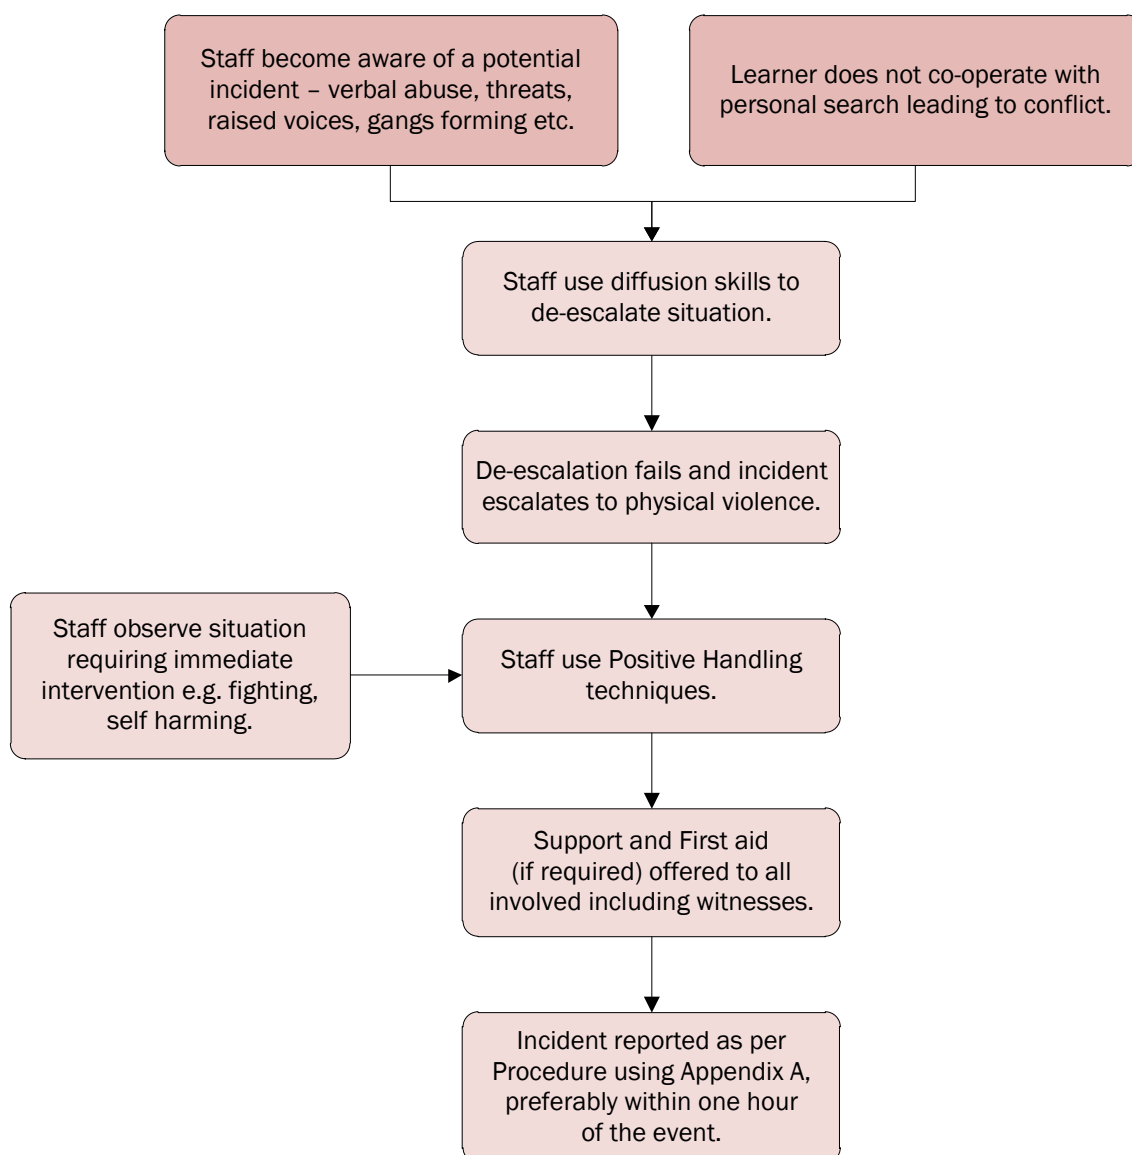 Staff become aware of a potential
incident – verbal abuse, threats,
raised voices, gangs forming etc.
Learner does not co-operate with
personal search leading to conflict.
Staff use diffusion skills to
de-escalate situation.
De-escalation fails and incident
escalates to physical violence.
Staff observe situation
requiring immediate
intervention e.g. fighting,
self harming.
Staff use Positive Handling
techniques.
Support and First aid
(if required) offered to all
involved including witnesses.
Incident reported as per
Procedure using Appendix A,
preferably within one hour
of the event.